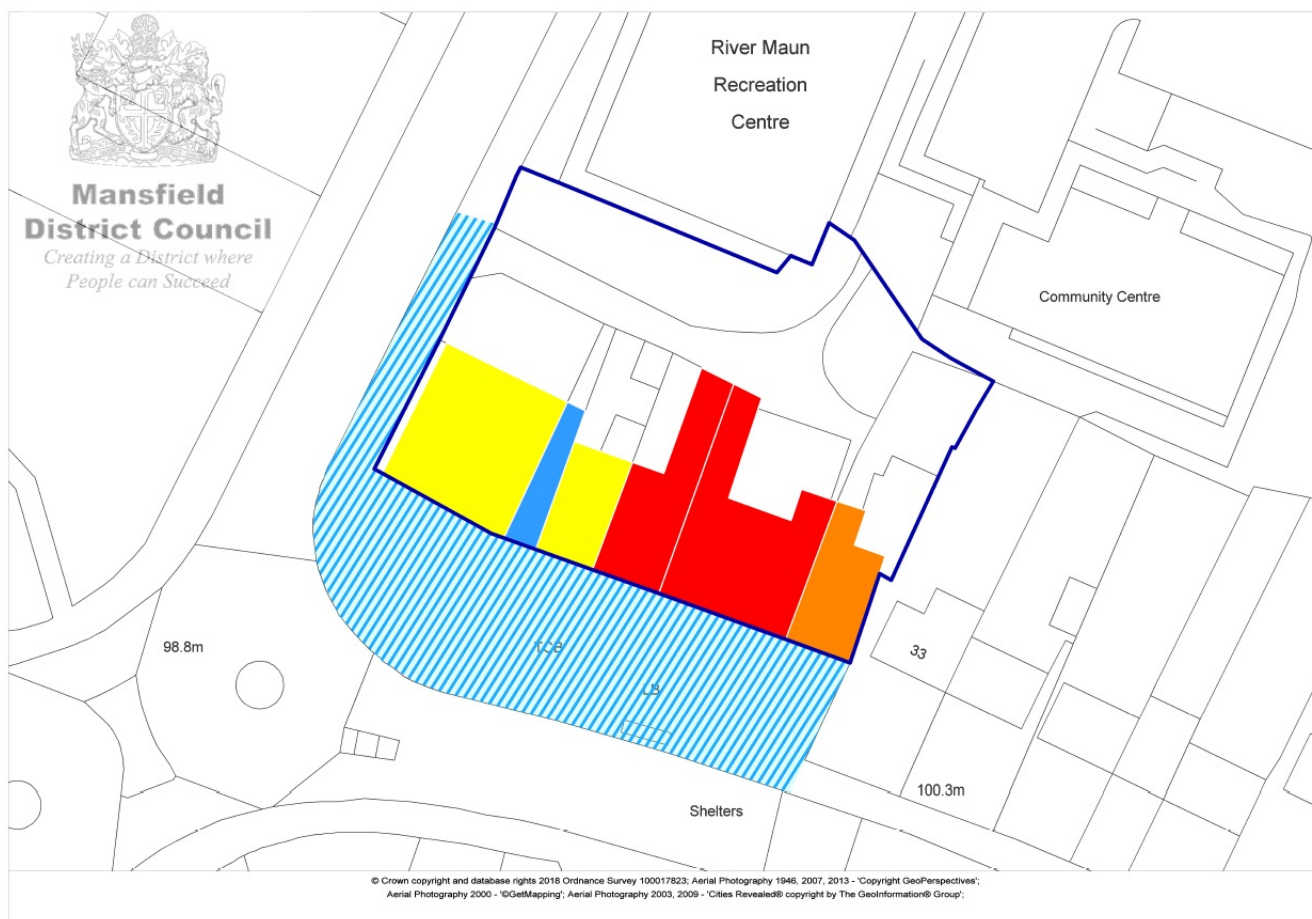 River Maun
Recreation
Centre
Mansfield
District Council
Creating a District where
People can Succeed
Community Centre
98.8m
TCB
LB
33
100.3m
Shelters
© Crown copyright and database rights 2018 Ordnance Survey 100017823; Aerial Photography 1946, 2007, 2013 - 'Copyright GeoPerspectives';
Aerial Photography 2000 - '©GetMapping'; Aerial Photography 2003, 2009 - 'Cities Revealed® copyright by The GeoInformation® Group';